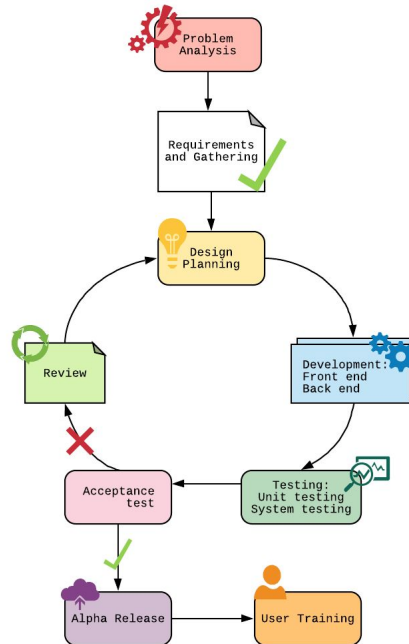 Problem
Analysis
Requirements
and Gathering
Design
Planning
Review
Development:
Front end
Back end
Acceptance
test
Testing:
Unit testing
System testing
Alpha Release
User Training